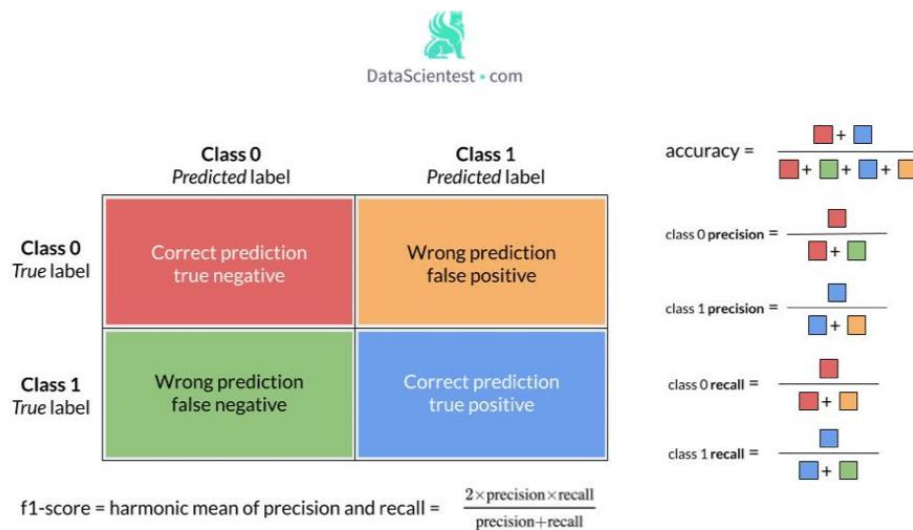 DataScientest • com
Class 0
Predicted label
Class 1
Predicted label
Class 0
True label
Correct prediction
true negative
Wrong prediction
false positive
Class 1
True label
Wrong prediction
false negative
Correct prediction
true positive
accuracy = + / + + +
class 0 precision = / +
class 1 precision = / +
class 0 recall = / +
class 1 recall = / +
f1-score = harmonic mean of precision and recall = 2×precision×recall / precision+recall